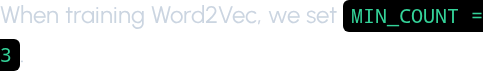 When training Word2Vec, we set MIN_COUNT =
3.